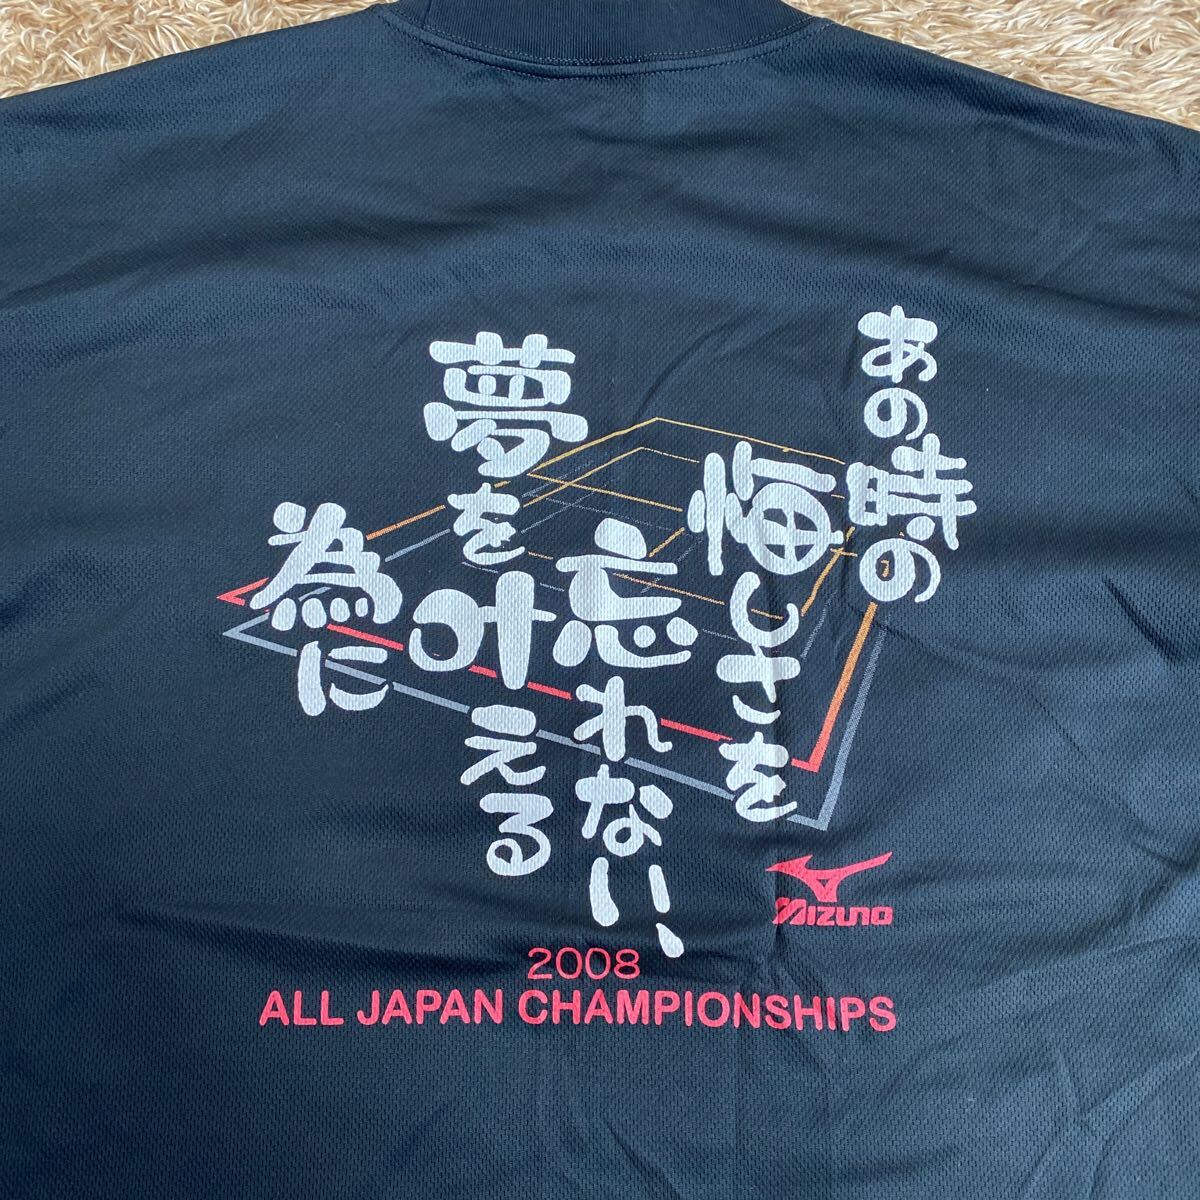 あの時の
悔しさを
忘れない、
夢を叶える
為に
MIZUNO
2008
ALL JAPAN CHAMPIONSHIPS